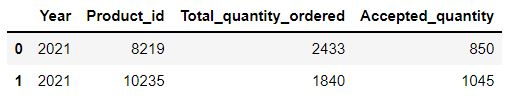 Year Product_id Total_quantity_ordered Accepted_quantity
0 2021 8219 2433 850
1 2021 10235 1840 1045